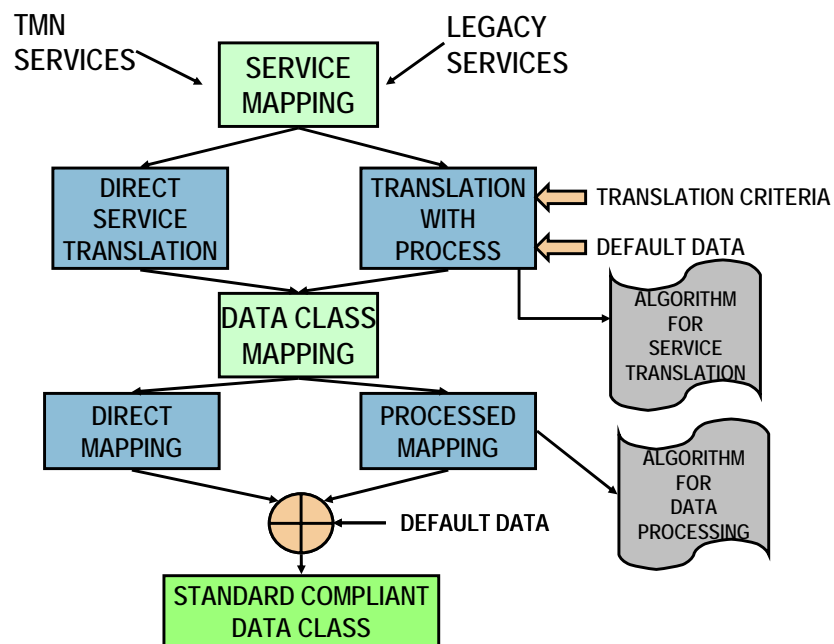 TMN
SERVICES
LEGACY
SERVICES
SERVICE
MAPPING
DIRECT
SERVICE
TRANSLATION
TRANSLATION
WITH
PROCESS
TRANSLATION CRITERIA
DEFAULT DATA
ALGORITHM
FOR
SERVICE
TRANSLATION
DATA CLASS
MAPPING
DIRECT
MAPPING
PROCESSED
MAPPING
ALGORITHM
FOR
DATA
PROCESSING
DEFAULT DATA
STANDARD COMPLIANT
DATA CLASS